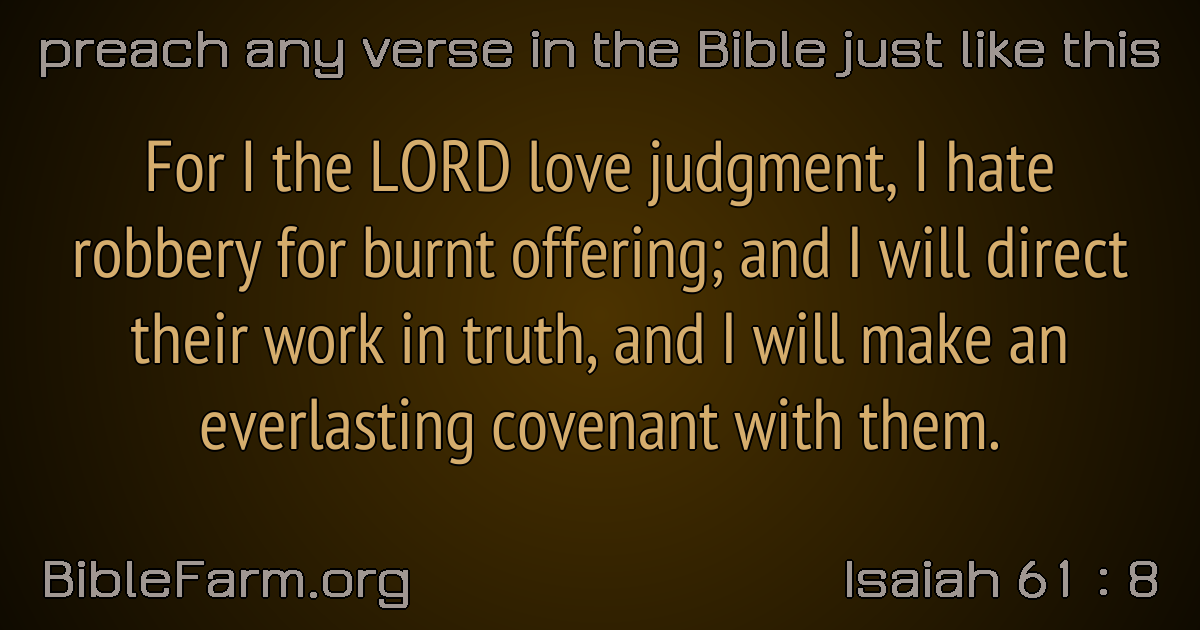 preach any verse in the Bible just like this
For I the LORD love judgment, I hate
robbery for burnt offering; and I will direct
their work in truth, and I will make an
everlasting covenant with them.
BibleFarm.org
Isaiah 61 : 8